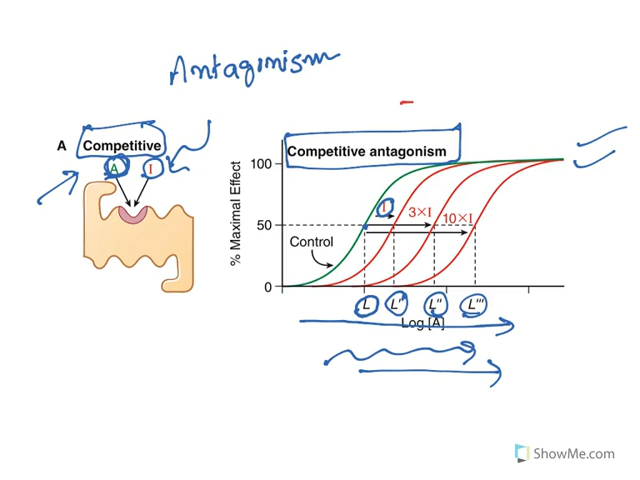 Antagonism
A Competitive
A I
Competitive antagonism
% Maximal Effect
100
50
0
Control
I
3×I
10×I
L L' L" L'"
Log [A]
ShowMe.com